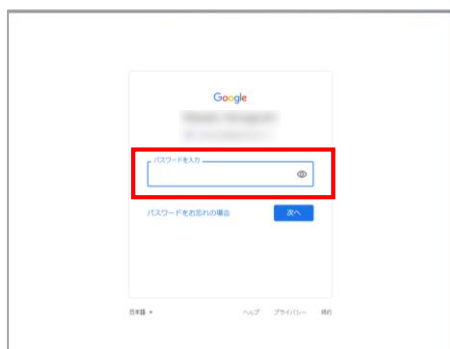 Google
パスワードを入力
パスワードをお忘れの場合
次へ
日本語
ヘルプ プライバシー 規約